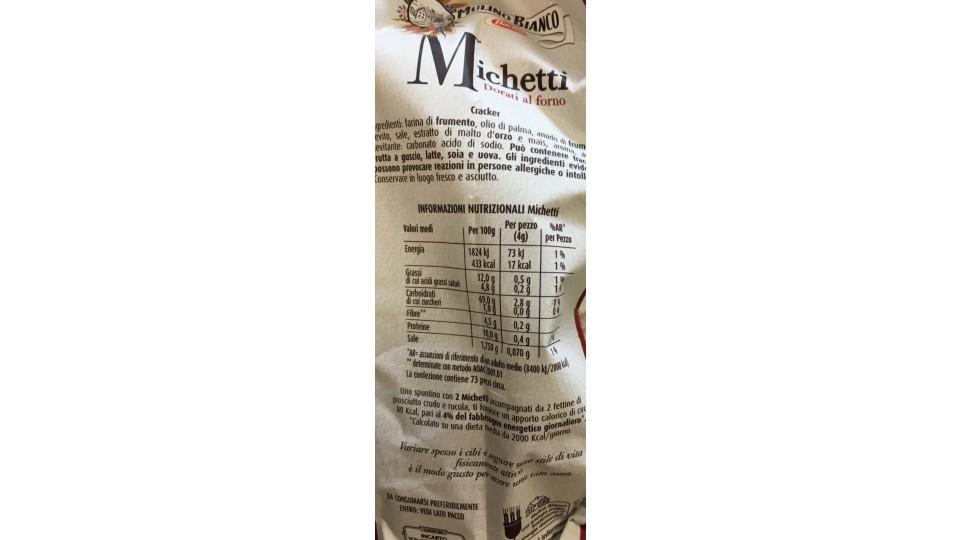 MULINO BIANCO
Michetti
Dorati al forno
Cracker
farina di frumento, olio di palma, amido di
sale, estratto di malto d'orzo e mais, aroma,
carbonato acido di sodio. Può contenere
a guscio, latte, soia e uova. Gli ingredienti
possono provocare reazioni in persone allergiche o
Conservare in luogo fresco e asciutto.
INFORMAZIONI NUTRIZIONALI Michetti
Valori medi Per 100g Per pezzo (4g) %AR* per Pezzo
Energia 1824 kJ 73 kJ 1%
433 kcal 17 kcal 1%
Grassi 12,0 g 0,5 g
di cui acidi grassi saturi 4,8 g 0,2 g
Carboidrati 69,0 g 2,8 g
di cui zuccheri 0,0 g
Fibre** 4,5 g 0,2 g
Proteine 0,4 g
Sale 1,750 g 0,070 g 1%
*AR= assunzioni di riferimento di un adulto medio (8400 kJ/2000 kcal)
** determinate con metodo AOAC 2009.01
La confezione contiene 73 pezzi circa.
Uno spuntino con 2 Michetti accompagnati da 2 fettine di
prosciutto crudo e rucola, ti fornisce un apporto calorico di
80 Kcal, pari al 4% del fabbisogno energetico giornaliero*.
*Calcolato su una dieta media da 2000 Kcal/giorno.
Variare spesso i cibi e seguire uno stile di vita
fisicamente attivo
è il modo giusto per avere una vita sana
DA CONSUMARSI PREFERIBILMENTE
ENTRO: VEDI LATO PACCO
INCARTO